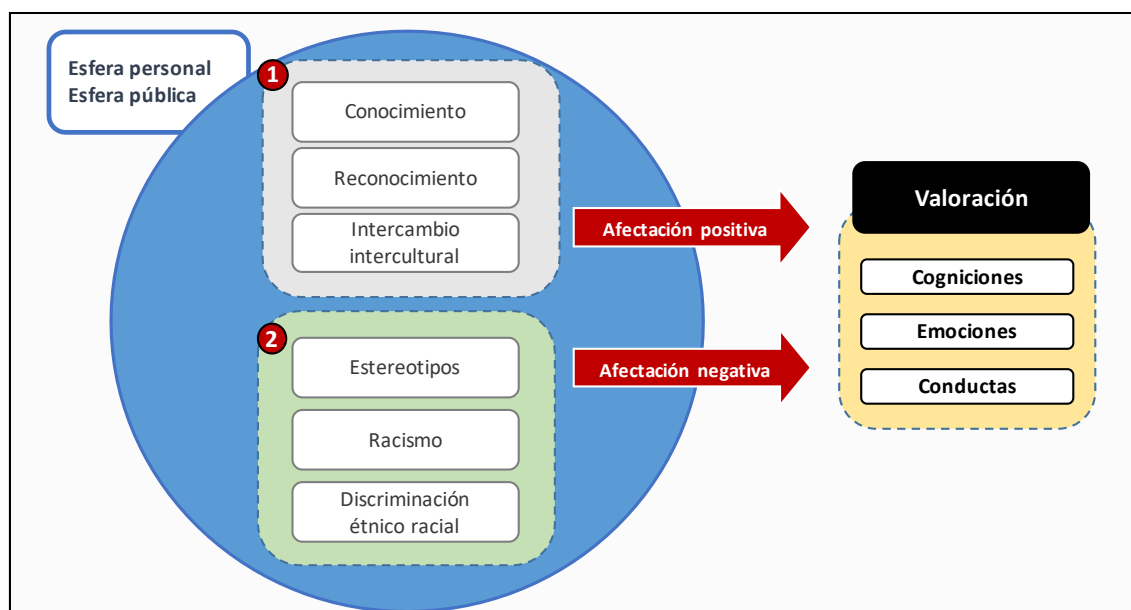 Esfera personal
Esfera pública
1
Conocimiento
Reconocimiento
Intercambio
intercultural
Afectación positiva
2
Estereotipos
Racismo
Discriminación
étnico racial
Afectación negativa
Valoración
Cogniciones
Emociones
Conductas